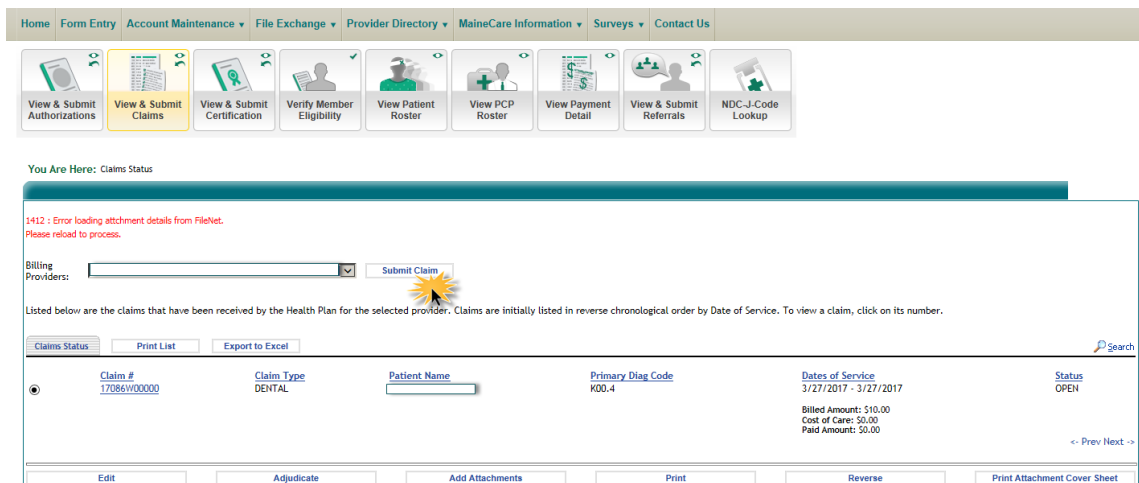 Home Form Entry Account Maintenance File Exchange Provider Directory MaineCare Information Surveys Contact Us
View & Submit Authorizations
View & Submit Claims
View & Submit Certification
Verify Member Eligibility
View Patient Roster
View PCP Roster
View Payment Detail
View & Submit Referrals
NDC-J-Code Lookup
You Are Here: Claims Status
1412 : Error loading attchment details from FileNet.
Please reload to process.
Billing Providers:
Submit Claim
Listed below are the claims that have been received by the Health Plan for the selected provider. Claims are initially listed in reverse chronological order by Date of Service. To view a claim, click on its number.
Claims Status Print List Export to Excel Search
Claim # Claim Type Patient Name Primary Diag Code Dates of Service Status
17086W00000 DENTAL K00.4 3/27/2017 - 3/27/2017 OPEN
Billed Amount: $10.00
Cost of Care: $0.00
Paid Amount: $0.00
<- Prev Next ->
Edit Adjudicate Add Attachments Print Reverse Print Attachment Cover Sheet